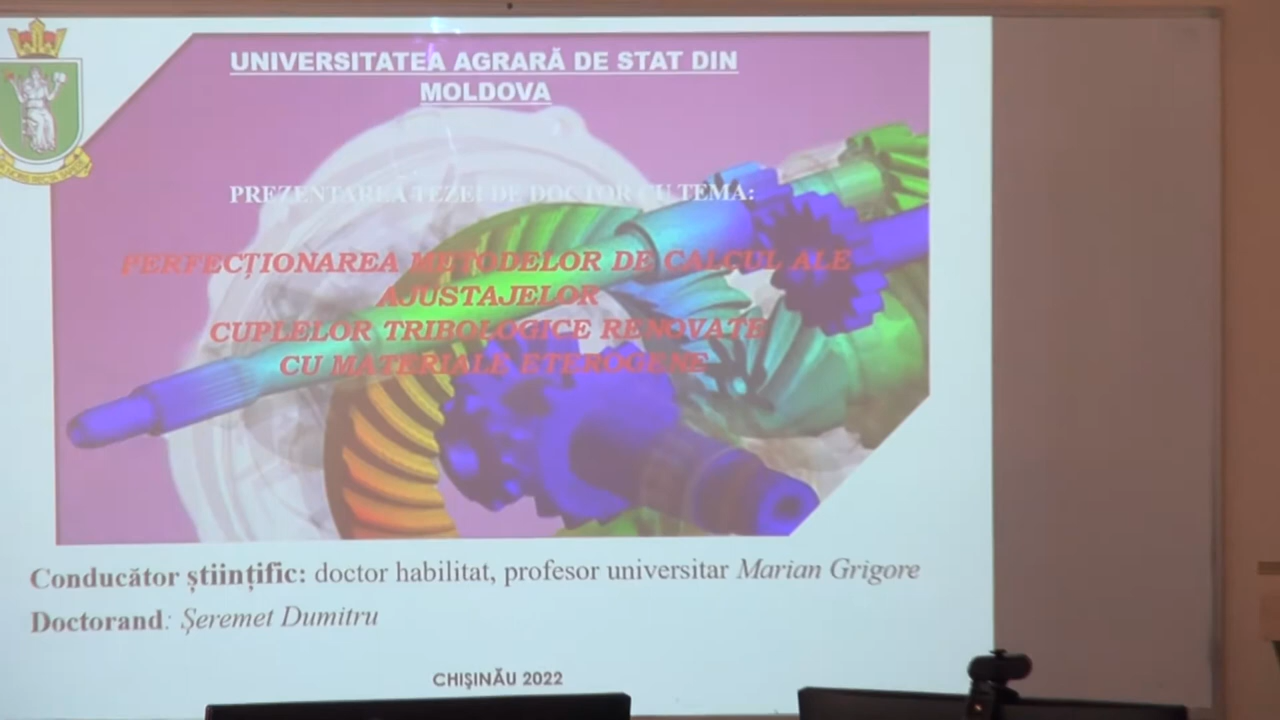 UNIVERSITATEA AGRARĂ DE STAT DIN
MOLDOVA
PREZENTAREA TEZEI DE DOCTOR CU TEMA:
PERFECȚIONAREA METODELOR DE CALCUL ALE
AJUSTAJELOR
CUPLELOR TRIBOLOGICE RENOVATE
CU MATERIALE ETEROGENE
Conducător științific: doctor habilitat, profesor universitar Marian Grigore
Doctorand: Șeremet Dumitru
CHIŞINĂU 2022